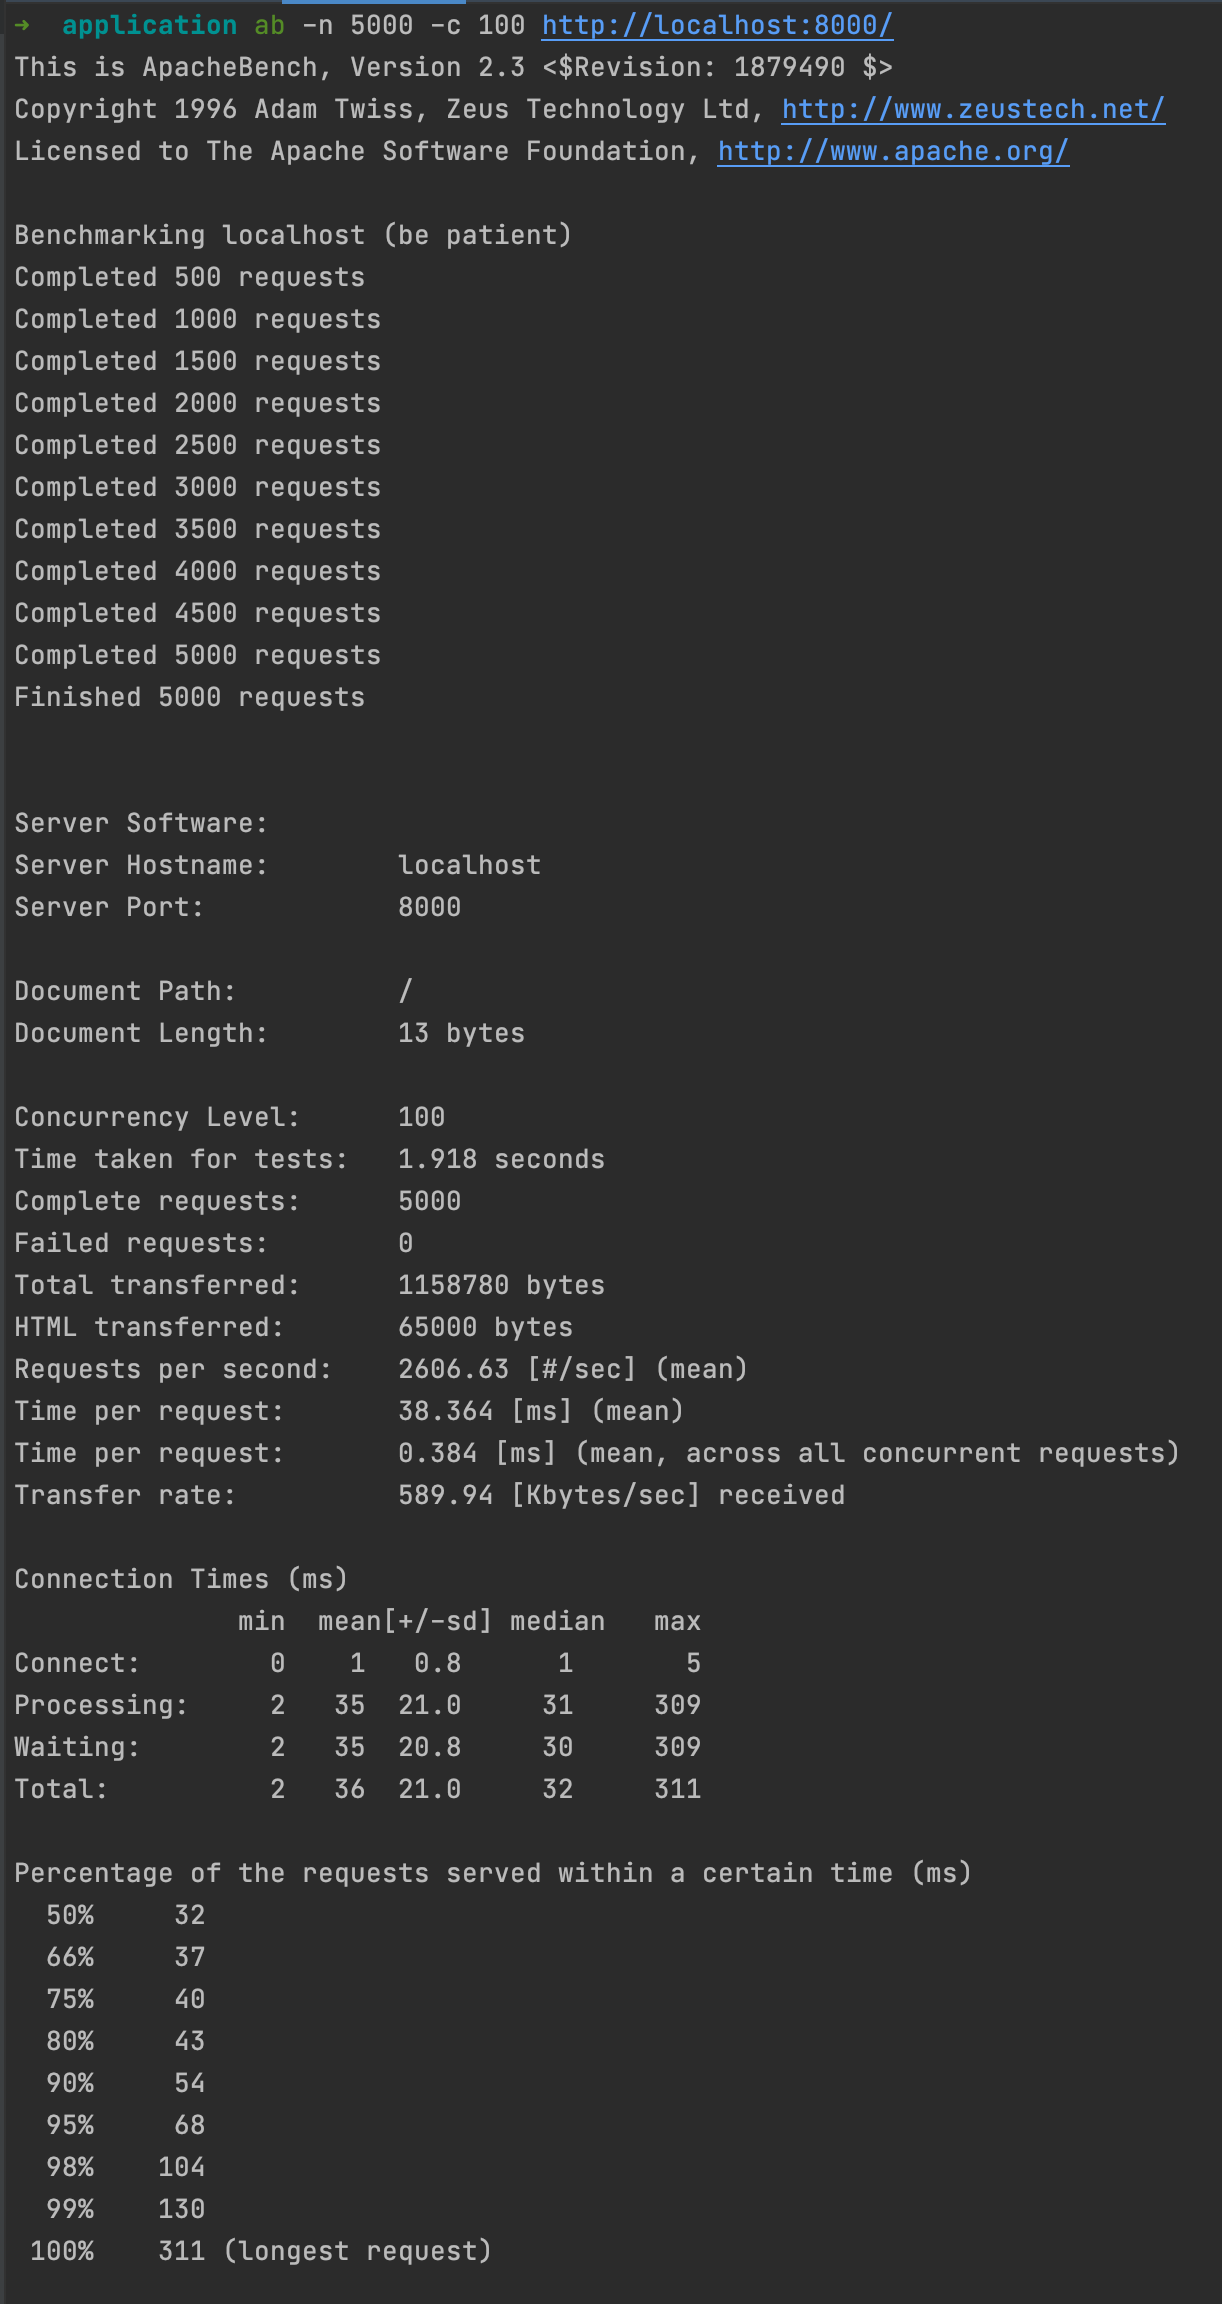 ➜  application ab -n 5000 -c 100 http://localhost:8000/
This is ApacheBench, Version 2.3 <$Revision: 1879490 $>
Copyright 1996 Adam Twiss, Zeus Technology Ltd, http://www.zeustech.net/
Licensed to The Apache Software Foundation, http://www.apache.org/

Benchmarking localhost (be patient)
Completed 500 requests
Completed 1000 requests
Completed 1500 requests
Completed 2000 requests
Completed 2500 requests
Completed 3000 requests
Completed 3500 requests
Completed 4000 requests
Completed 4500 requests
Completed 5000 requests
Finished 5000 requests


Server Software:
Server Hostname:        localhost
Server Port:            8000

Document Path:          /
Document Length:        13 bytes

Concurrency Level:      100
Time taken for tests:   1.918 seconds
Complete requests:      5000
Failed requests:        0
Total transferred:      1158780 bytes
HTML transferred:       65000 bytes
Requests per second:    2606.63 [#/sec] (mean)
Time per request:       38.364 [ms] (mean)
Time per request:       0.384 [ms] (mean, across all concurrent requests)
Transfer rate:          589.94 [Kbytes/sec] received

Connection Times (ms)
              min  mean[+/-sd] median   max
Connect:        0    1   0.8      1       5
Processing:     2   35  21.0     31     309
Waiting:        2   35  20.8     30     309
Total:          2   36  21.0     32     311

Percentage of the requests served within a certain time (ms)
  50%     32
  66%     37
  75%     40
  80%     43
  90%     54
  95%     68
  98%    104
  99%    130
 100%    311 (longest request)